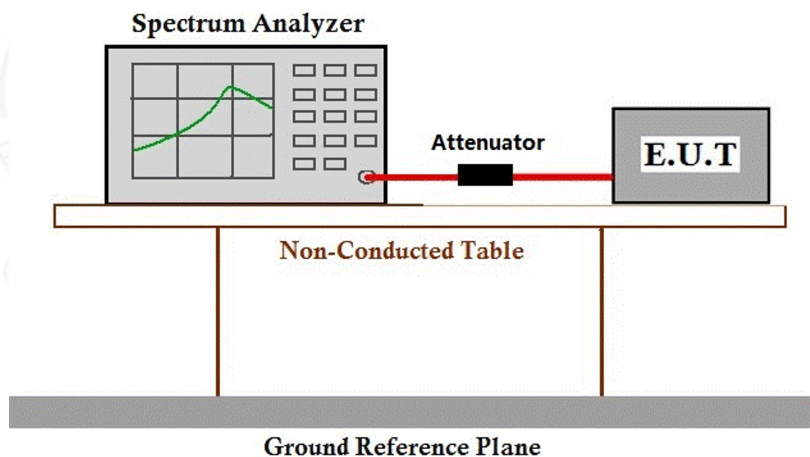 Spectrum Analyzer
Attenuator
E.U.T
Non-Conducted Table
Ground Reference Plane